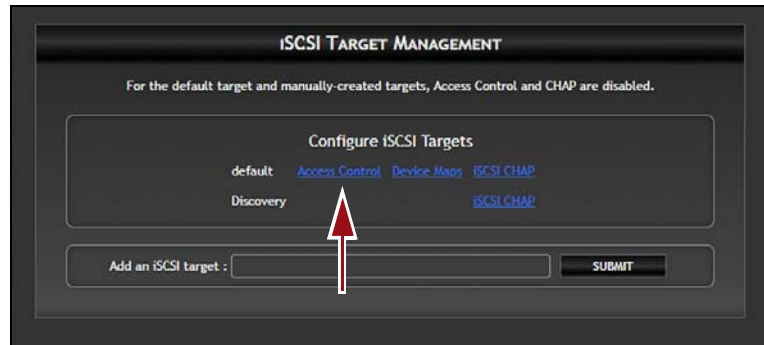 iSCSI Target Management
For the default target and manually-created targets, Access Control and CHAP are disabled.
Configure iSCSI Targets
default Access Control Device Maps iSCSI CHAP
Discovery iSCSI CHAP
Add an iSCSI target : SUBMIT